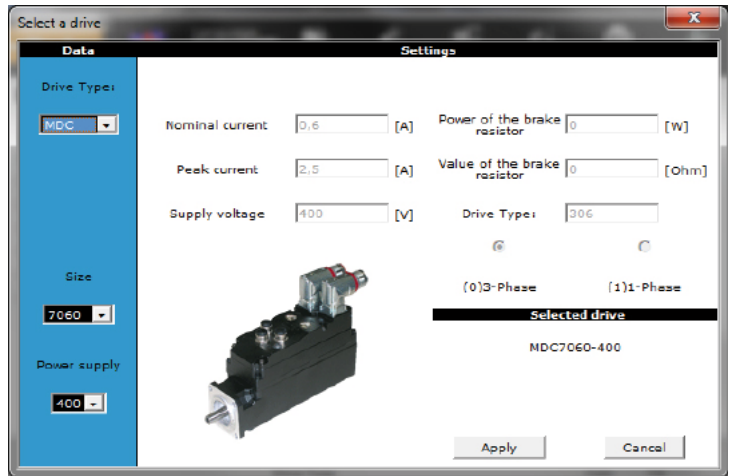 Select a drive
Data
Settings
Drive Type:
MDC
Nominal current 0,6 [A]
Power of the brake resistor 0 [W]
Peak current 2,5 [A]
Value of the brake resistor 0 [Ohm]
Supply voltage 400 [V]
Drive Type: 306
Size
7060
(0)3-Phase
(1)1-Phase
Selected drive
MDC7060-400
Power supply
400
Apply
Cancel